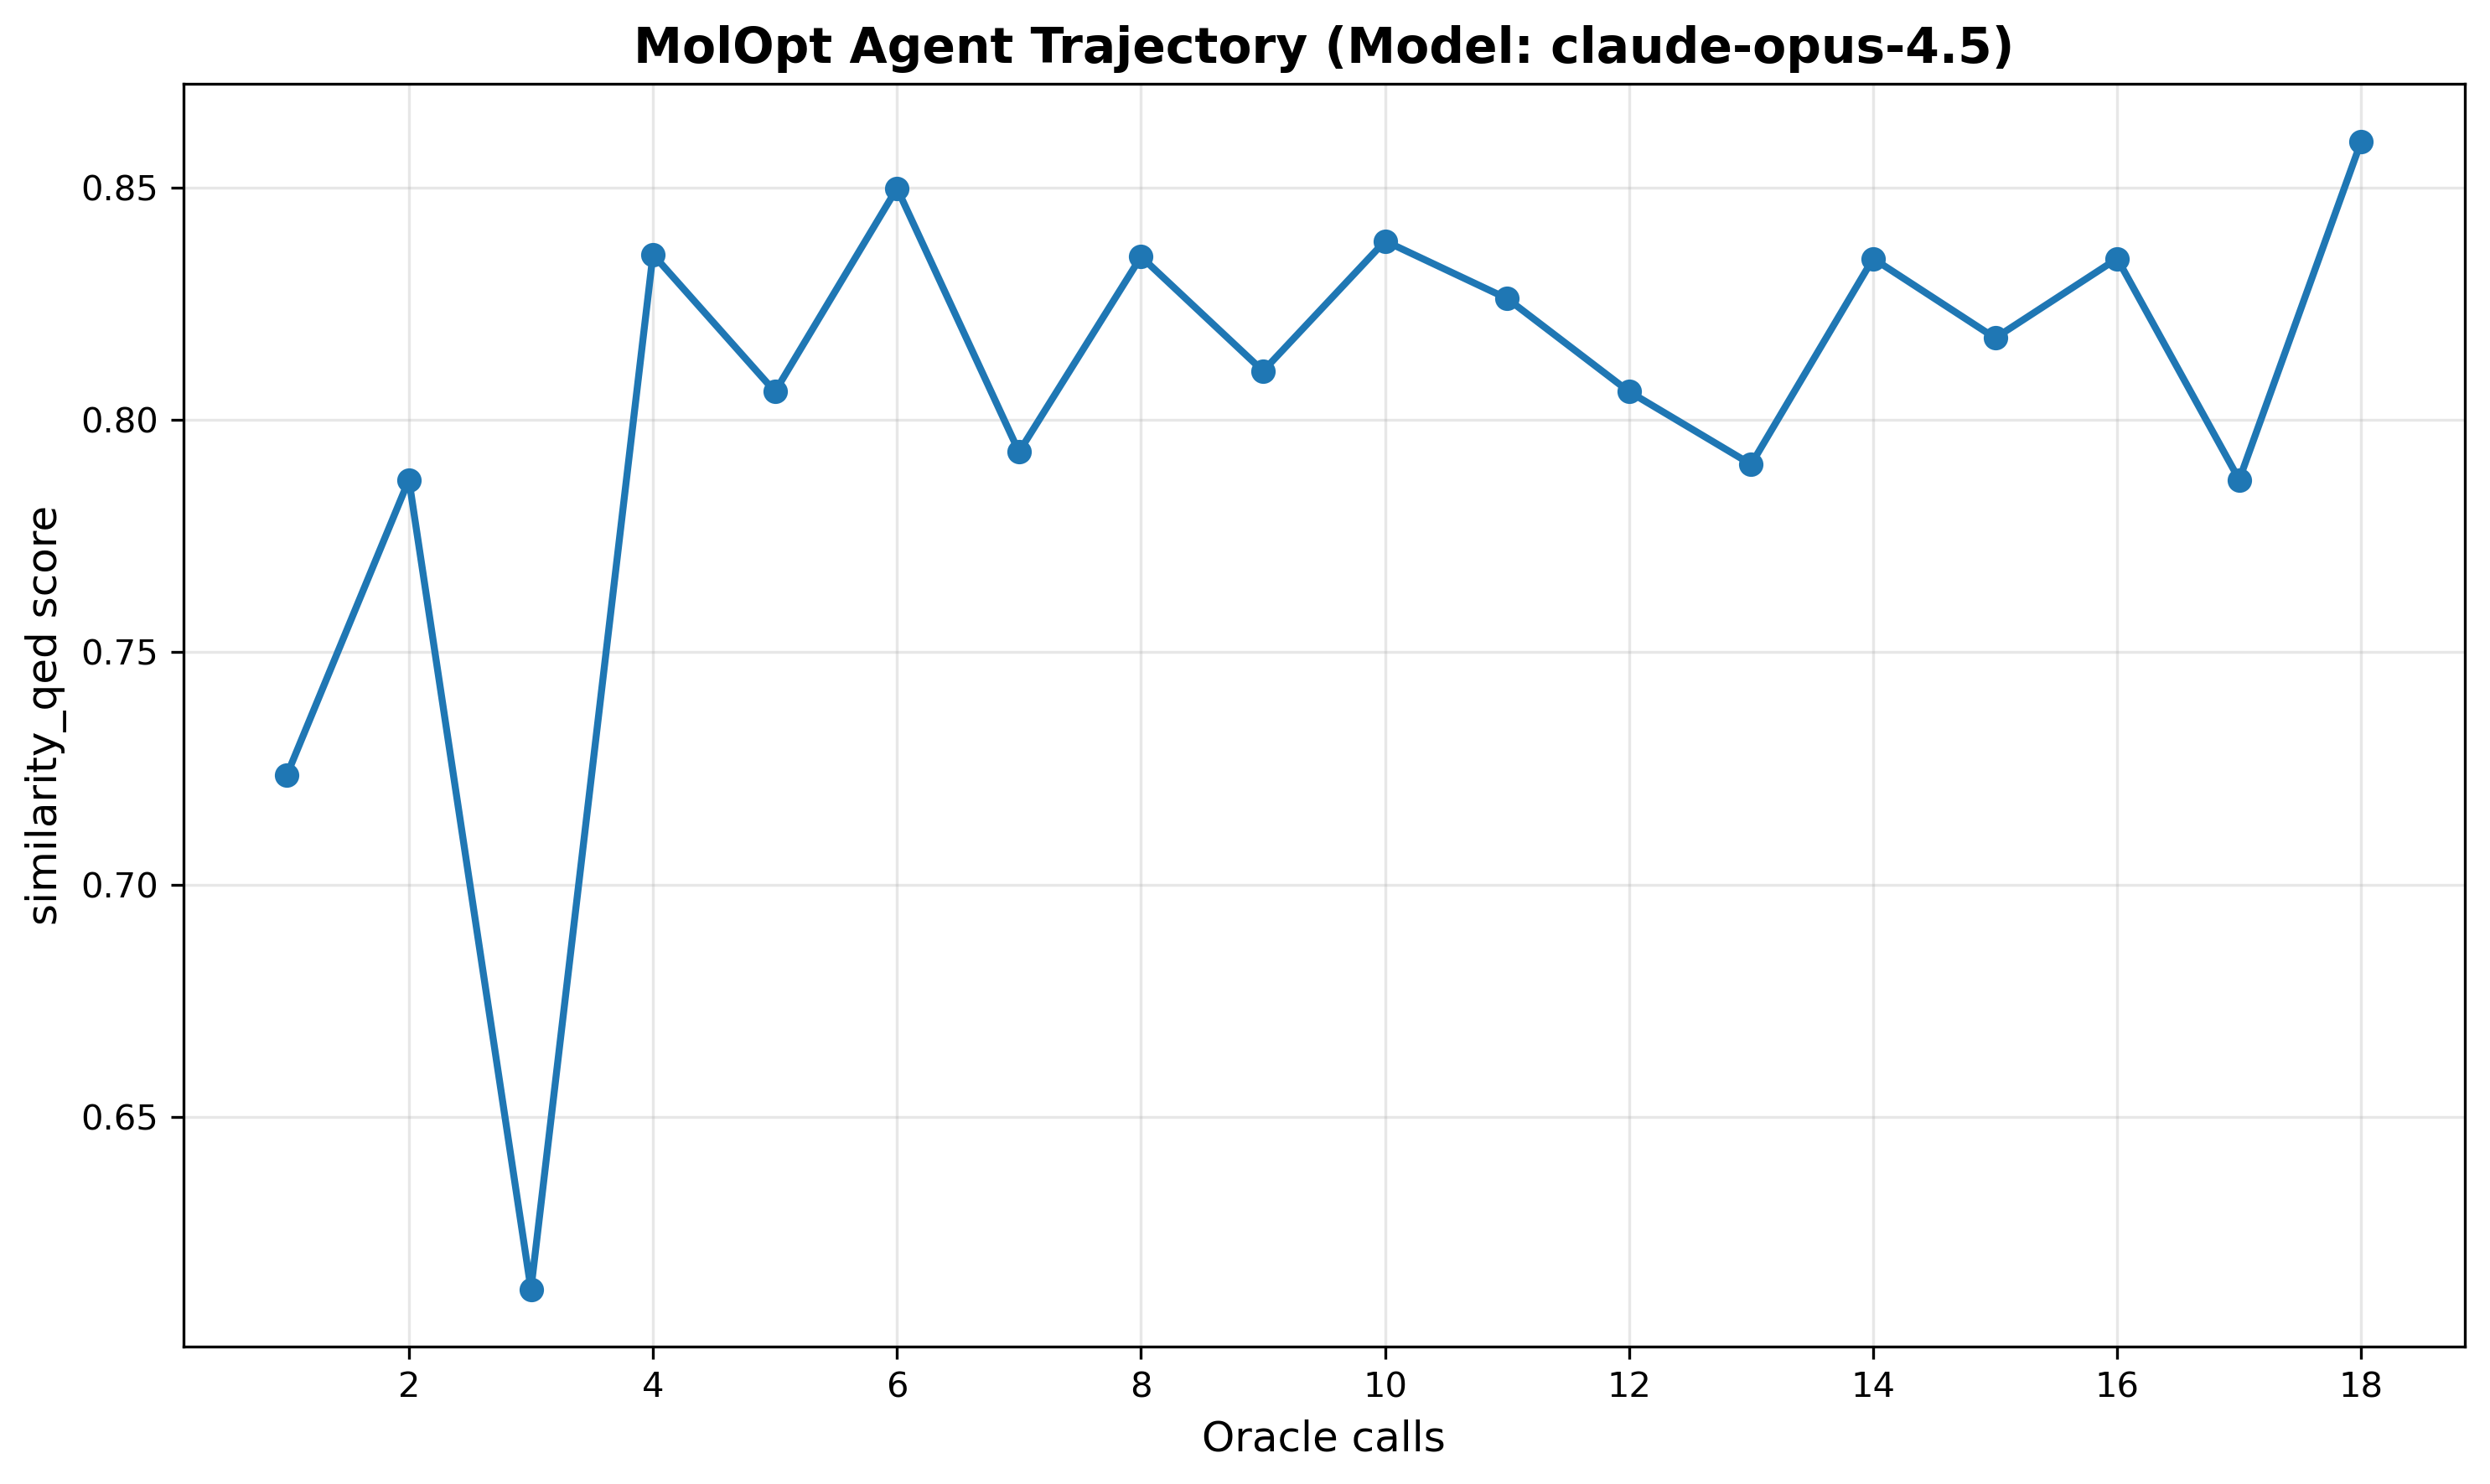 MolOpt Agent Trajectory (Model: claude-opus-4.5)
similarity_qed score
0.85
0.80
0.75
0.70
0.65
2 4 6 8 10 12 14 16 18
Oracle calls